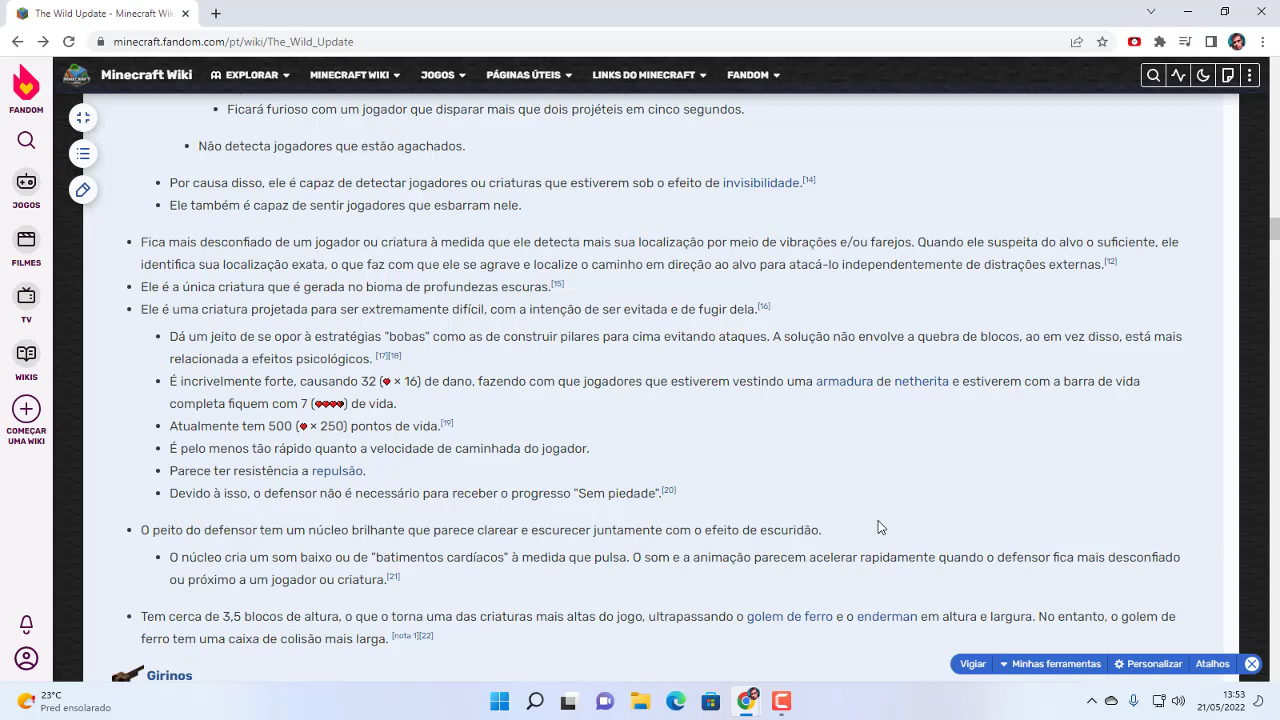 The Wild Update
minecraft.fandom.com/pt/wiki/The_Wild_Update
Minecraft Wiki EXPLORAR MINECRAFT WIKI JOGOS PÁGINAS ÚTEIS LINKS DO MINECRAFT FANDOM
FANDOM
JOGOS
FILMES
TV
WIKIS
COMEÇAR
UMA WIKI
Ficará furioso com um jogador que disparar mais que dois projéteis em cinco segundos.
Não detecta jogadores que estão agachados.
Por causa disso, ele é capaz de detectar jogadores ou criaturas que estiverem sob o efeito de invisibilidade.[14]
Ele também é capaz de sentir jogadores que esbarram nele.
Fica mais desconfiado de um jogador ou criatura à medida que ele detecta mais sua localização por meio de vibrações e/ou farejos. Quando ele suspeita do alvo o suficiente, ele
identifica sua localização exata, o que faz com que ele se agrave e localize o caminho em direção ao alvo para atacá-lo independentemente de distrações externas.[12]
Ele é a única criatura que é gerada no bioma de profundezas escuras.[15]
Ele é uma criatura projetada para ser extremamente difícil, com a intenção de ser evitada e de fugir dela.[16]
Dá um jeito de se opor à estratégias "bobas" como as de construir pilares para cima evitando ataques. A solução não envolve a quebra de blocos, ao em vez disso, está mais
relacionada a efeitos psicológicos. [17][18]
É incrivelmente forte, causando 32 (× 16) de dano, fazendo com que jogadores que estiverem vestindo uma armadura de netherita e estiverem com a barra de vida
completa fiquem com 7 () de vida.
Atualmente tem 500 (× 250) pontos de vida.[19]
É pelo menos tão rápido quanto a velocidade de caminhada do jogador.
Parece ter resistência a repulsão.
Devido à isso, o defensor não é necessário para receber o progresso "Sem piedade".[20]
O peito do defensor tem um núcleo brilhante que parece clarear e escurecer juntamente com o efeito de escuridão.
O núcleo cria um som baixo ou de "batimentos cardíacos" à medida que pulsa. O som e a animação parecem acelerar rapidamente quando o defensor fica mais desconfiado
ou próximo a um jogador ou criatura.[21]
Tem cerca de 3,5 blocos de altura, o que o torna uma das criaturas mais altas do jogo, ultrapassando o golem de ferro e o enderman em altura e largura. No entanto, o golem de
ferro tem uma caixa de colisão mais larga. [nota 1][22]
Girinos
Vigiar Minhas ferramentas Personalizar Atalhos
23°C
Pred ensolarado
13:53
21/05/2022